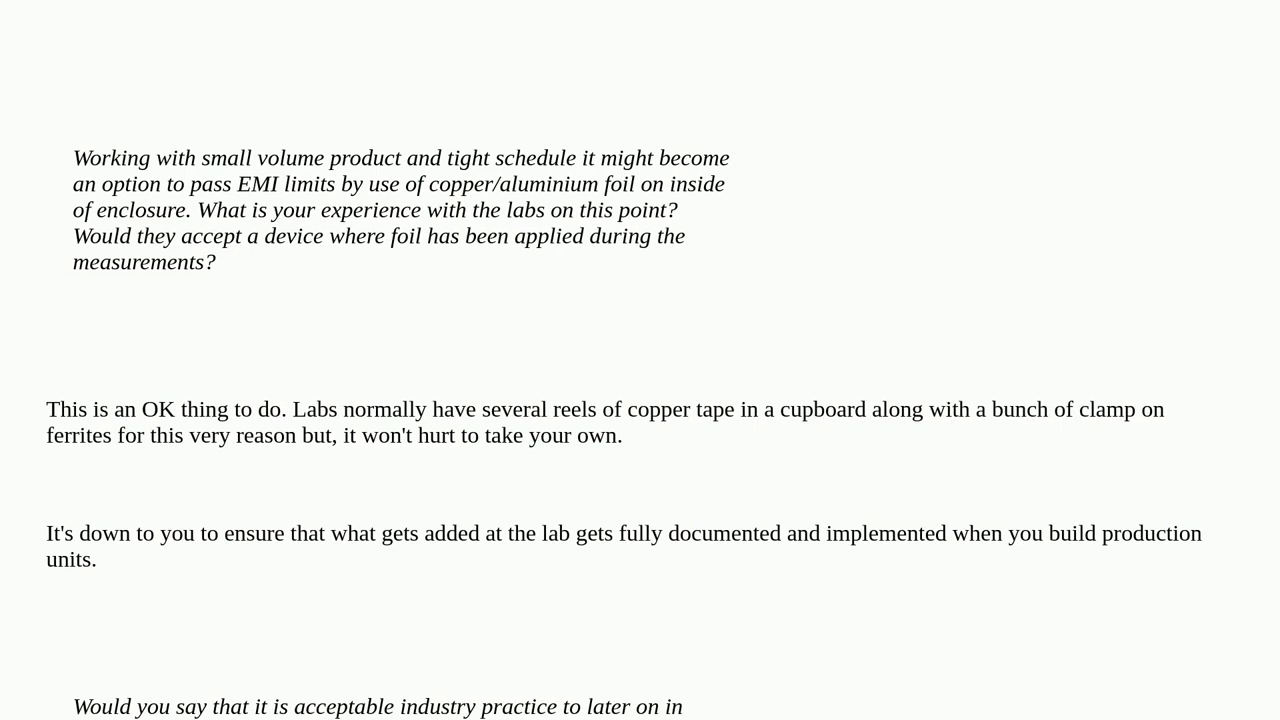 Working with small volume product and tight schedule it might become
an option to pass EMI limits by use of copper/aluminium foil on inside
of enclosure. What is your experience with the labs on this point?
Would they accept a device where foil has been applied during the
measurements?
This is an OK thing to do. Labs normally have several reels of copper tape in a cupboard along with a bunch of clamp on
ferrites for this very reason but, it won't hurt to take your own.
It's down to you to ensure that what gets added at the lab gets fully documented and implemented when you build production
units.
Would you say that it is acceptable industry practice to later on in